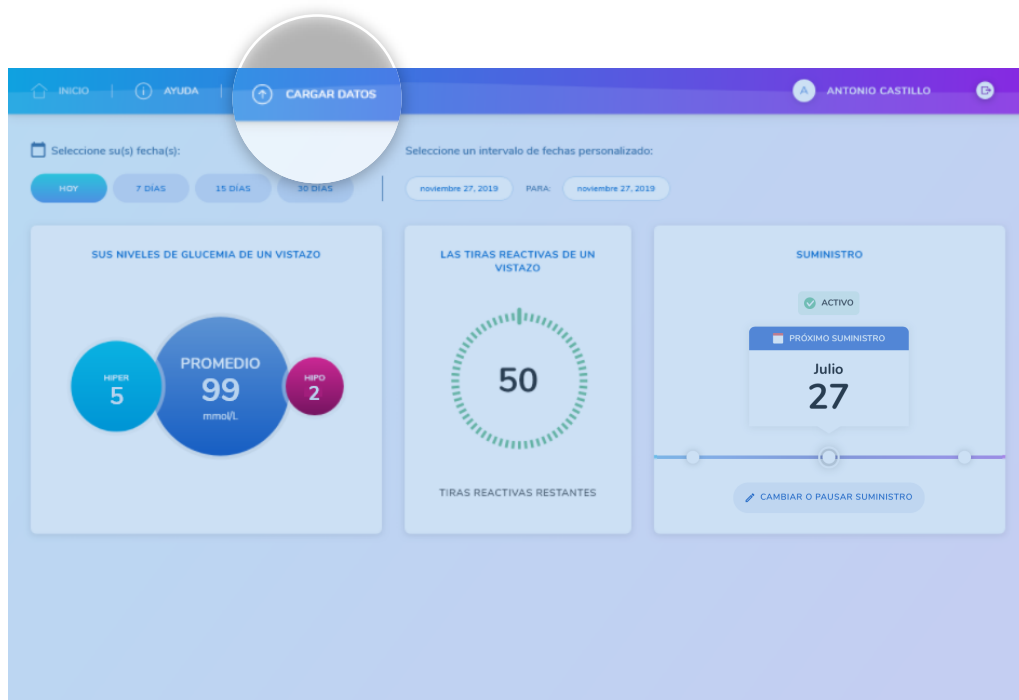 INICIO
AYUDA
CARGAR DATOS
A
ANTONIO CASTILLO
Seleccione su(s) fecha(s):
Seleccione un intervalo de fechas personalizado:
HOY
7 DÍAS
15 DÍAS
30 DÍAS
noviembre 27, 2019
PARA:
noviembre 27, 2019
SUS NIVELES DE GLUCEMIA DE UN VISTAZO
HIPER
5
PROMEDIO
99
mmol/L
HIPO
2
LAS TIRAS REACTIVAS DE UN
VISTAZO
50
TIRAS REACTIVAS RESTANTES
SUMINISTRO
ACTIVO
PRÓXIMO SUMINISTRO
Julio
27
CAMBIAR O PAUSAR SUMINISTRO